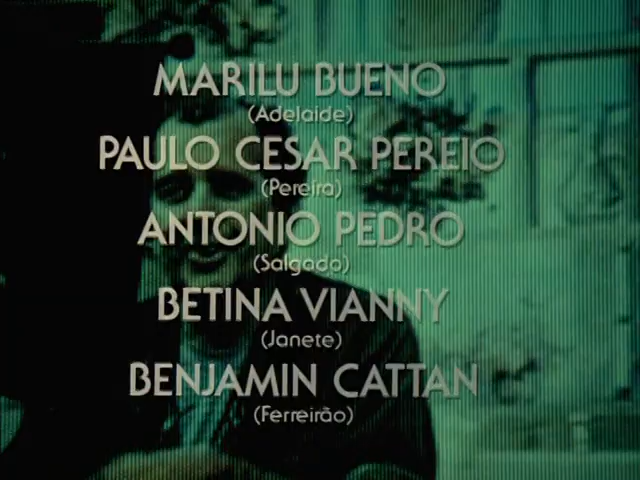 MARILU BUENO
(Adelaide)
PAULO CESAR PEREIO
(Pereira)
ANTONIO PEDRO
(Salgado)
BETINA VIANNY
(Janete)
BENJAMIN CATTAN
(Ferreirão)